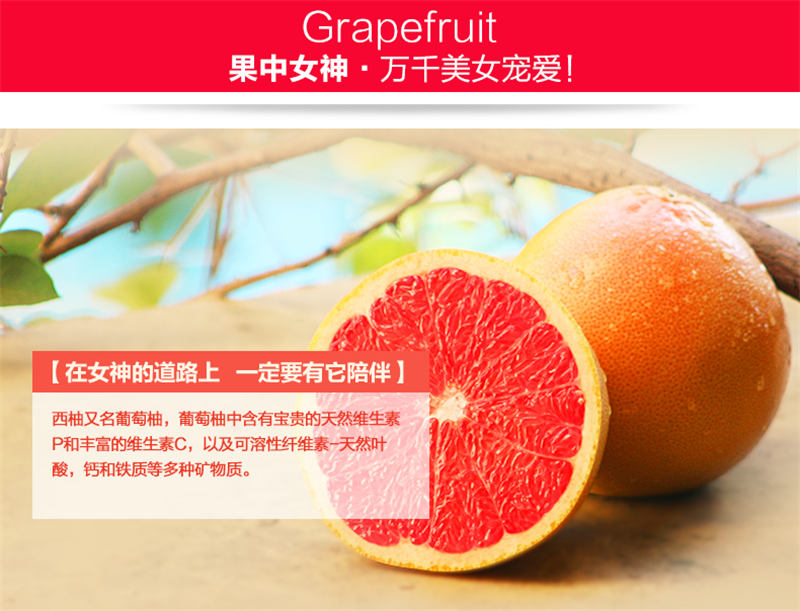 Grapefruit
果中女神·万千美女宠爱!
【在女神的道路上 一定要有它陪伴】
西柚又名葡萄柚，葡萄柚中含有宝贵的天然维生素
P和丰富的维生素C，以及可溶性纤维素-天然叶
酸，钙和铁质等多种矿物质。